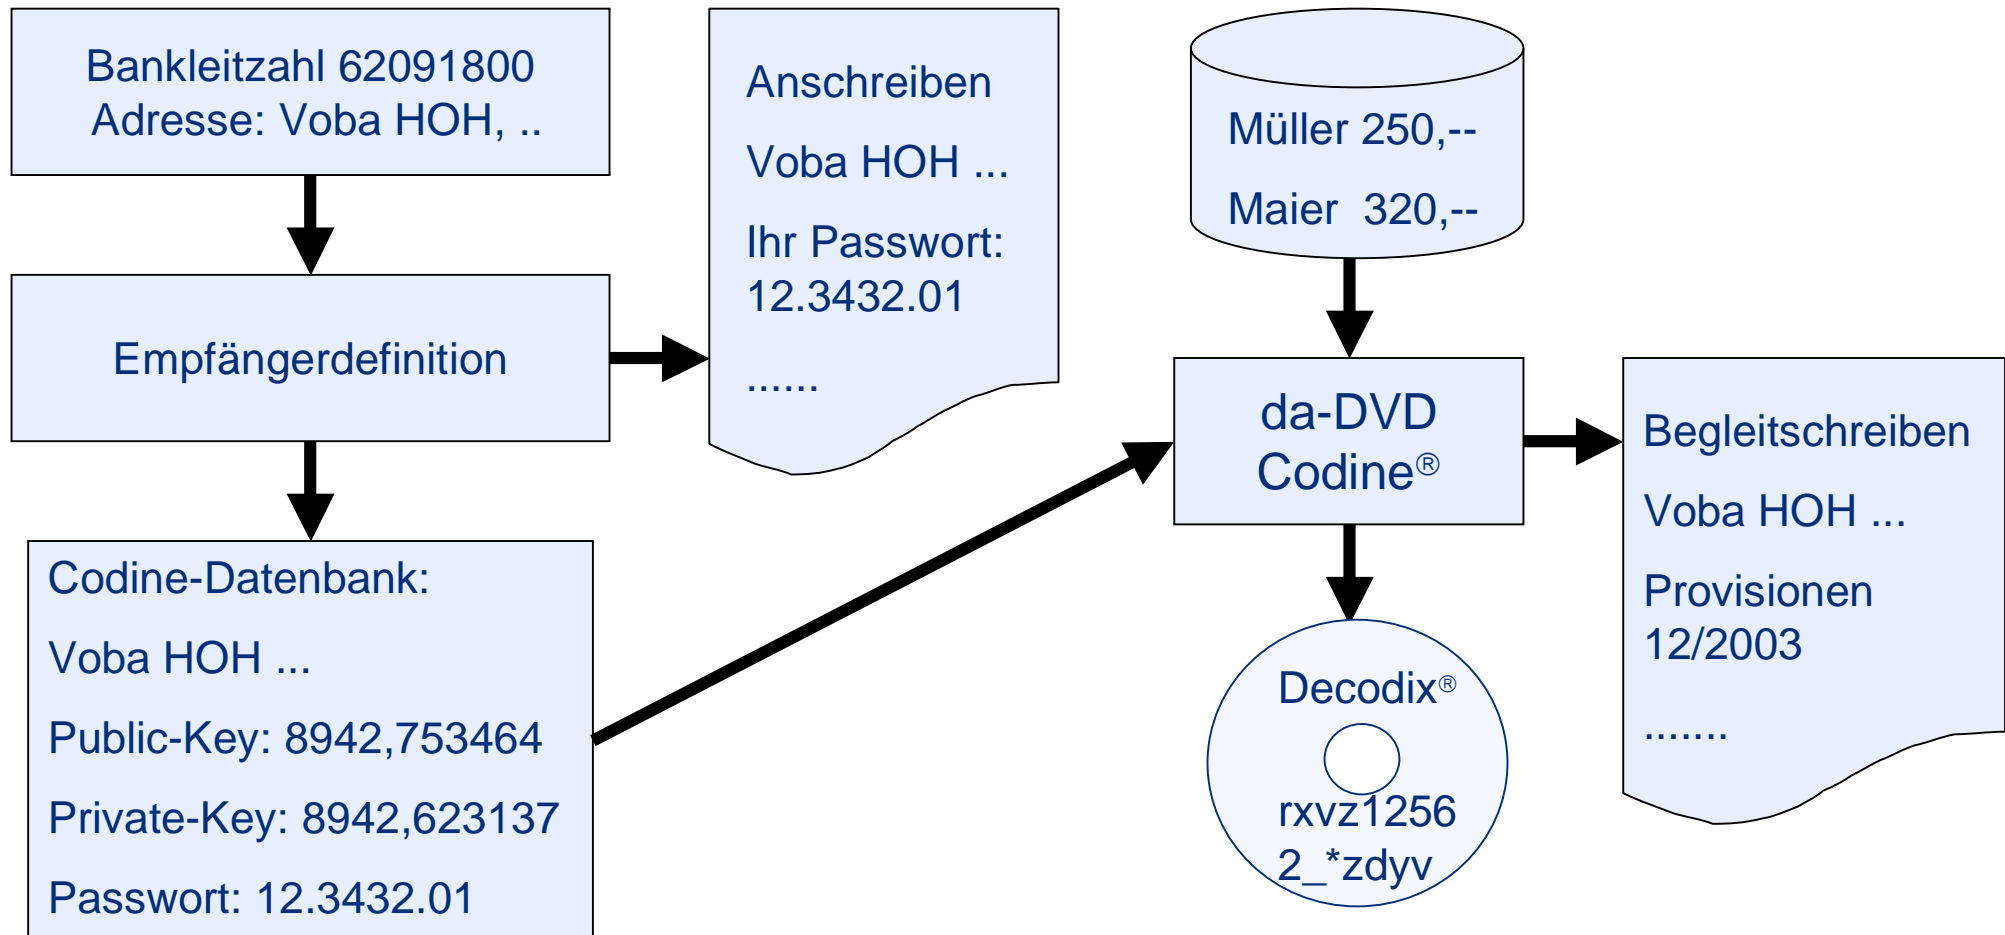 Bankleitzahl 62091800
Adresse: Voba HOH, ..
Empfängerdefinition
Codine-Datenbank:
Voba HOH ...
Public-Key: 8942,753464
Private-Key: 8942,623137
Passwort: 12.3432.01
Anschreiben
Voba HOH ...
Ihr Passwort:
12.3432.01
......
Müller 250,--
Maier 320,--
da-DVD
Codine®
Decodix®
rxvz1256
2_*zdyv
Begleitschreiben
Voba HOH ...
Provisionen
12/2003
.......